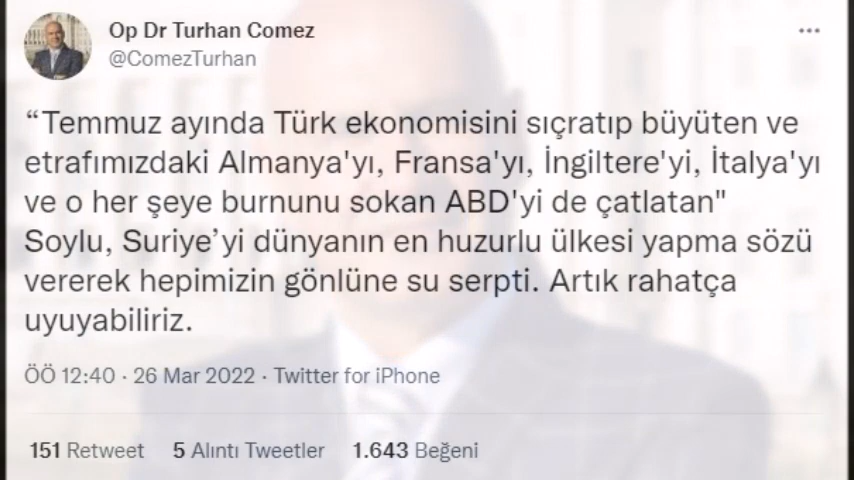 Op Dr Turhan Comez
@ComezTurhan
“Temmuz ayında Türk ekonomisini sıçratıp büyüten ve
etrafımızdaki Almanya'yı, Fransa'yı, İngiltere'yi, İtalya'yı
ve o her şeye burnunu sokan ABD'yi de çatlatan"
Soylu, Suriye’yi dünyanın en huzurlu ülkesi yapma sözü
vererek hepimizin gönlüne su serpti. Artık rahatça
uyuyabiliriz.
ÖÖ 12:40 · 26 Mar 2022 · Twitter for iPhone
151 Retweet 5 Alıntı Tweetler 1.643 Beğeni